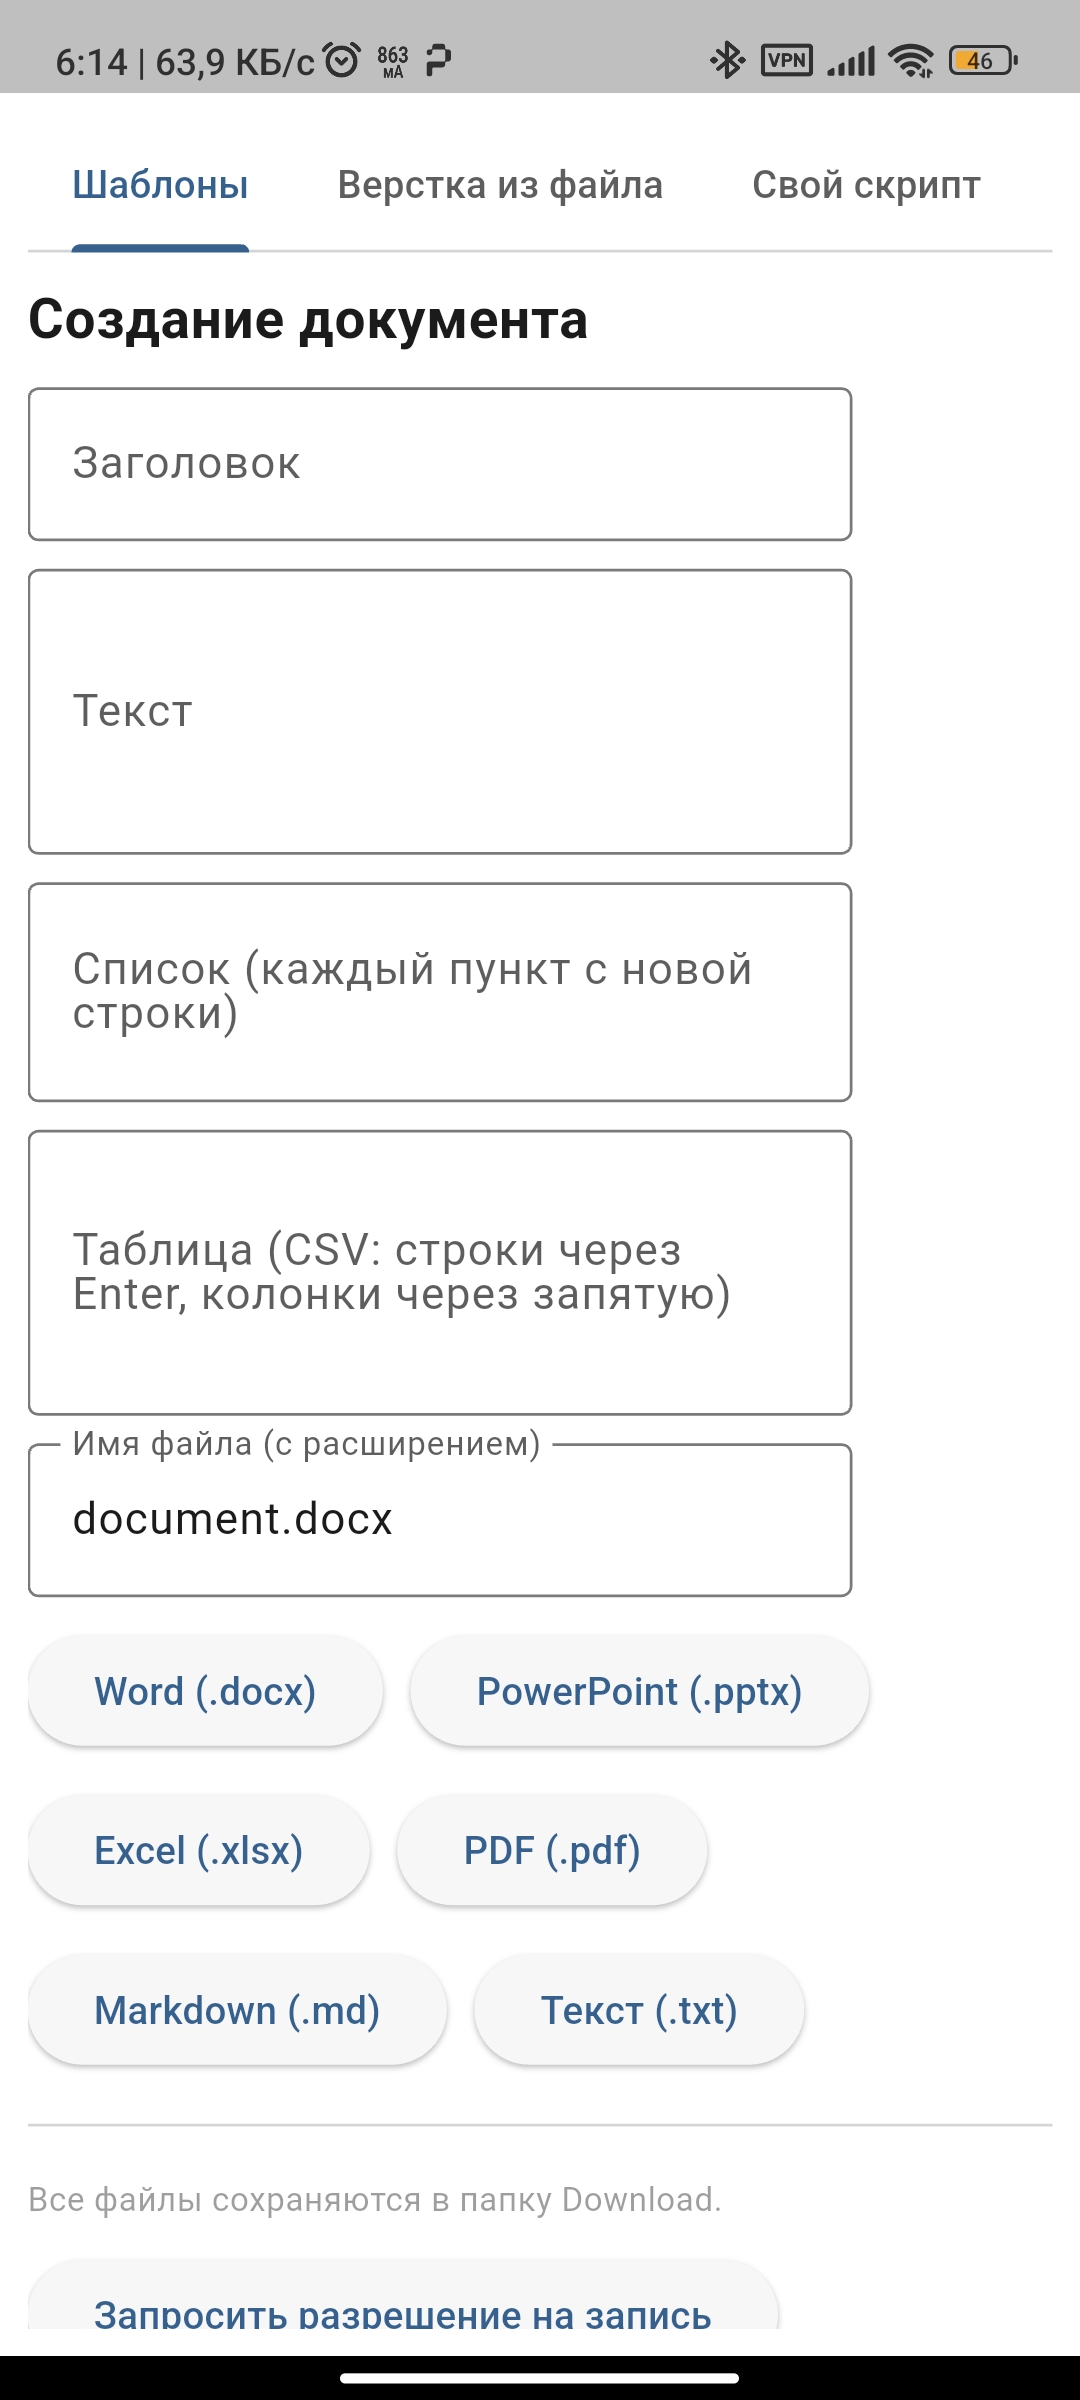 6:14 | 63,9 КБ/с 863 мА VPN 46
Шаблоны Верстка из файла Свой скрипт
Создание документа
Заголовок
Текст
Список (каждый пункт с новой
строки)
Таблица (CSV: строки через
Enter, колонки через запятую)
Имя файла (с расширением)
document.docx
Word (.docx) PowerPoint (.pptx)
Excel (.xlsx) PDF (.pdf)
Markdown (.md) Текст (.txt)
Все файлы сохраняются в папку Download.
Запросить разрешение на запись